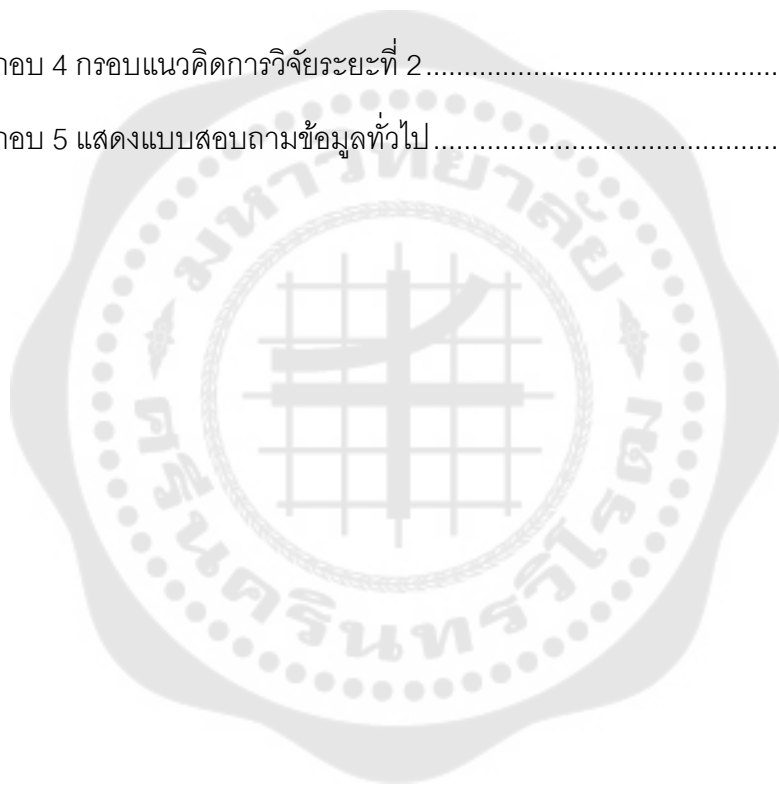 กอบ 4 กรอบแนวคิดการวิจัยระยะที่ 2 ............................................
กอบ 5 แสดงแบบสอบถามข้อมูลทั่วไป ...........................................
มหาวิทยาลัย
ศรีนครินทรวิโรฒ